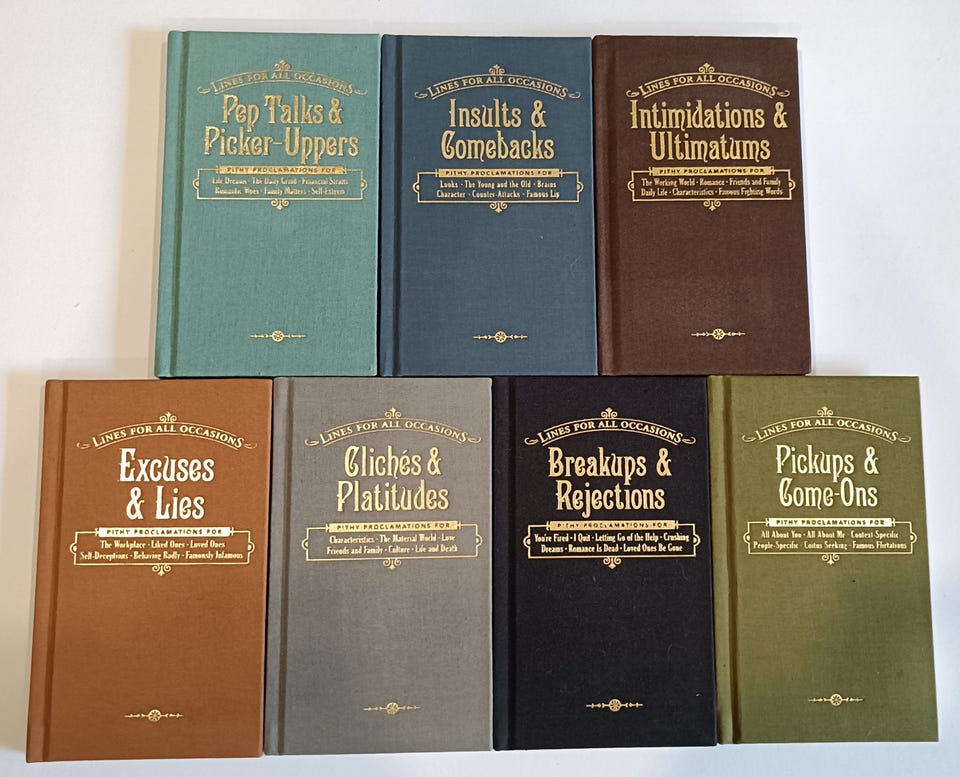 LINES FOR ALL OCCASIONS
Pep Talks &
Picker-Uppers
PITHY PROCLAMATIONS FOR
Life Dreams · The Daily Grind · Financial Straits
Romantic Woes · Family Matters · Self-Esteem
LINES FOR ALL OCCASIONS
Insults &
Comebacks
PITHY PROCLAMATIONS FOR
Looks · The Young and the Old · Brains
Character · Counter-Attacks · Famous Lip
LINES FOR ALL OCCASIONS
Intimidations &
Ultimatums
PITHY PROCLAMATIONS FOR
The Working World · Romance · Friends and Family
Daily Life · Characteristics · Famous Fighting Words
LINES FOR ALL OCCASIONS
Excuses
& Lies
PITHY PROCLAMATIONS FOR
The Workplace · Liked Ones · Loved Ones
Self-Deceptions · Behaving Badly · Famously Infamous
LINES FOR ALL OCCASIONS
Clichés &
Platitudes
PITHY PROCLAMATIONS FOR
Characteristics · The Material World · Love
Friends and Family · Culture · Life and Death
LINES FOR ALL OCCASIONS
Breakups &
Rejections
PITHY PROCLAMATIONS FOR
You're Fired · I Quit · Letting Go of the Help · Crushing
Dreams · Romance is Dead · Loved Ones Be Gone
LINES FOR ALL OCCASIONS
Pickups &
Come-Ons
PITHY PROCLAMATIONS FOR
All About You · All About Me · Context-Specific
People-Specific · Coitus Seeking · Famous Flirtations